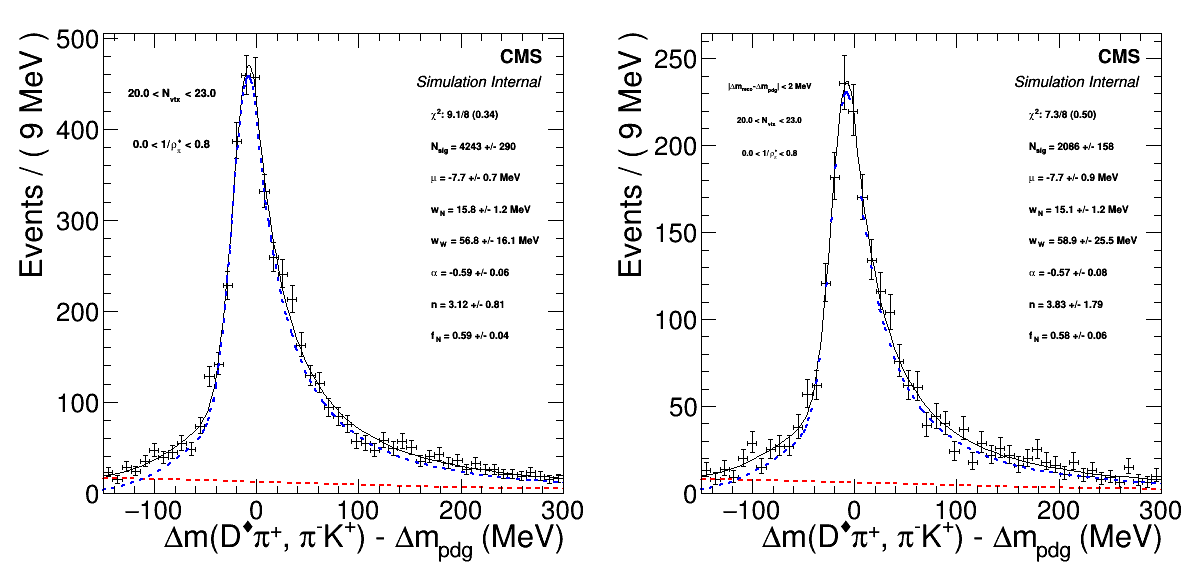 CMS
Simulation Internal
20.0 < N_vtx < 23.0
0.0 < 1/ρ_π^♦ < 0.8
χ²: 9.1/8 (0.34)
N_sig = 4243 +/- 290
μ = -7.7 +/- 0.7 MeV
w_N = 15.8 +/- 1.2 MeV
w_W = 56.8 +/- 16.1 MeV
α = -0.59 +/- 0.06
n = 3.12 +/- 0.81
f_N = 0.59 +/- 0.04
Events / ( 9 MeV )
500
400
300
200
100
0
−100 0 100 200 300
Δm(D♦π⁺, π⁻K⁺) - Δm_pdg (MeV)
CMS
Simulation Internal
|Δm_reco-Δm_pdg| < 2 MeV
20.0 < N_vtx < 23.0
0.0 < 1/ρ_π^♦ < 0.8
χ²: 7.3/8 (0.50)
N_sig = 2086 +/- 158
μ = -7.7 +/- 0.9 MeV
w_N = 15.1 +/- 1.2 MeV
w_W = 58.9 +/- 25.5 MeV
α = -0.57 +/- 0.08
n = 3.83 +/- 1.79
f_N = 0.58 +/- 0.06
Events / ( 9 MeV )
250
200
150
100
50
0
−100 0 100 200 300
Δm(D♦π⁺, π⁻K⁺) - Δm_pdg (MeV)